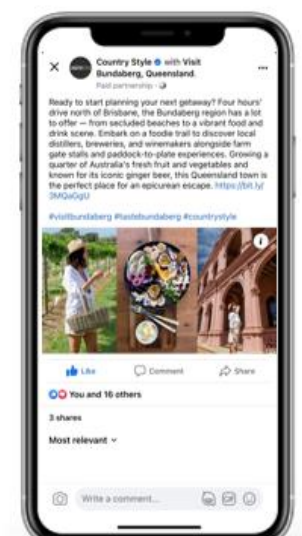 Country Style with Visit
Bundaberg, Queensland.
Paid partnership ·
Ready to start planning your next getaway? Four hours'
drive north of Brisbane, the Bundaberg region has a lot
to offer — from secluded beaches to a vibrant food and
drink scene. Embark on a foodie trail to discover local
distillers, breweries, and winemakers alongside farm
gate stalls and paddock-to-plate experiences. Growing a
quarter of Australia's fresh fruit and vegetables and
known for its iconic ginger beer, this Queensland town is
the perfect place for an epicurean escape. https://bit.ly/
3MQaGgU
#visitbundaberg #tastebundaberg #countrystyle
Like Comment Share
You and 16 others
3 shares
Most relevant
Write a comment...
GIF